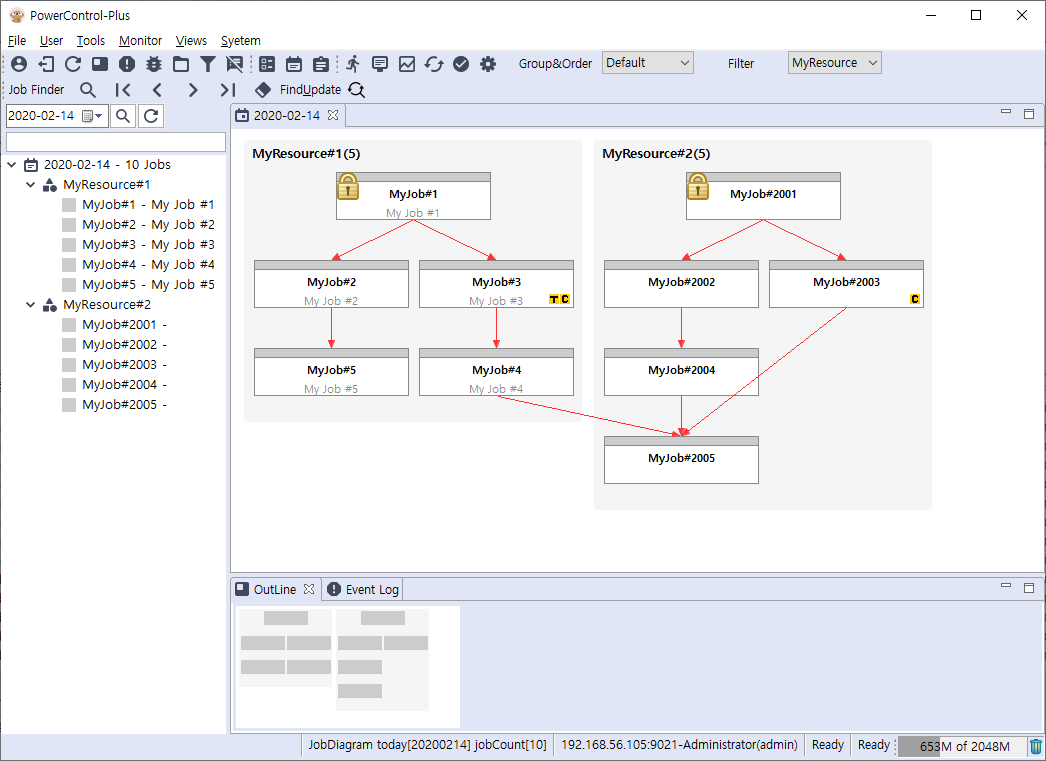 PowerControl-Plus
File User Tools Monitor Views Syetem
Group&Order Default Filter MyResource
Job Finder FindUpdate
2020-02-14
2020-02-14
2020-02-14 - 10 Jobs
MyResource#1
MyJob#1 - My Job #1
MyJob#2 - My Job #2
MyJob#3 - My Job #3
MyJob#4 - My Job #4
MyJob#5 - My Job #5
MyResource#2
MyJob#2001 -
MyJob#2002 -
MyJob#2003 -
MyJob#2004 -
MyJob#2005 -
MyResource#1(5)
MyJob#1
My Job #1
MyJob#2
My Job #2
MyJob#3
My Job #3
T C
MyJob#5
My Job #5
MyJob#4
My Job #4
MyResource#2(5)
MyJob#2001
MyJob#2002
MyJob#2003
C
MyJob#2004
MyJob#2005
OutLine Event Log
JobDiagram today[20200214] jobCount[10] 192.168.56.105:9021-Administrator(admin) Ready Ready 653M of 2048M